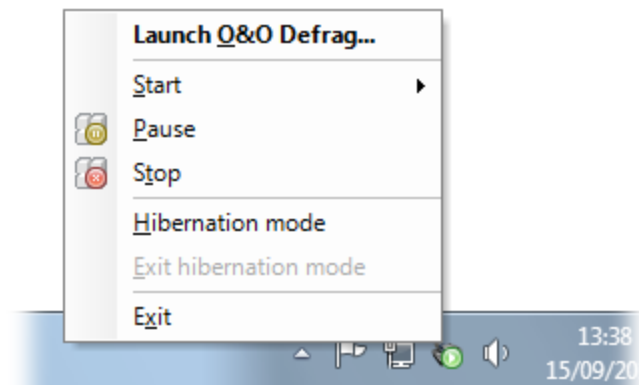 Launch O&O Defrag...
Start
Pause
Stop
Hibernation mode
Exit hibernation mode
Exit
13:38
15/09/20